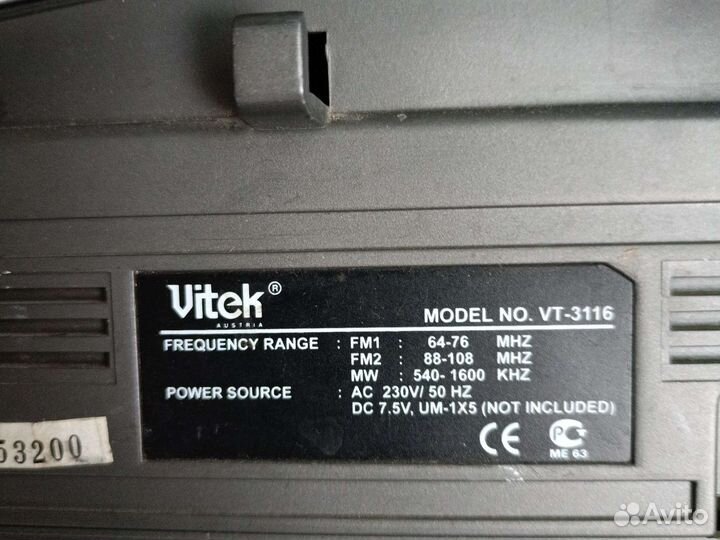 Vitek ®
AUSTRIA
MODEL NO. VT-3116
FREQUENCY RANGE : FM1 : 64-76 MHZ
FM2 : 88-108 MHZ
MW : 540- 1600 KHZ
POWER SOURCE : AC 230V/ 50 HZ
DC 7.5V, UM-1X5 (NOT INCLUDED)
CE PG
ME 63
53200
Avito